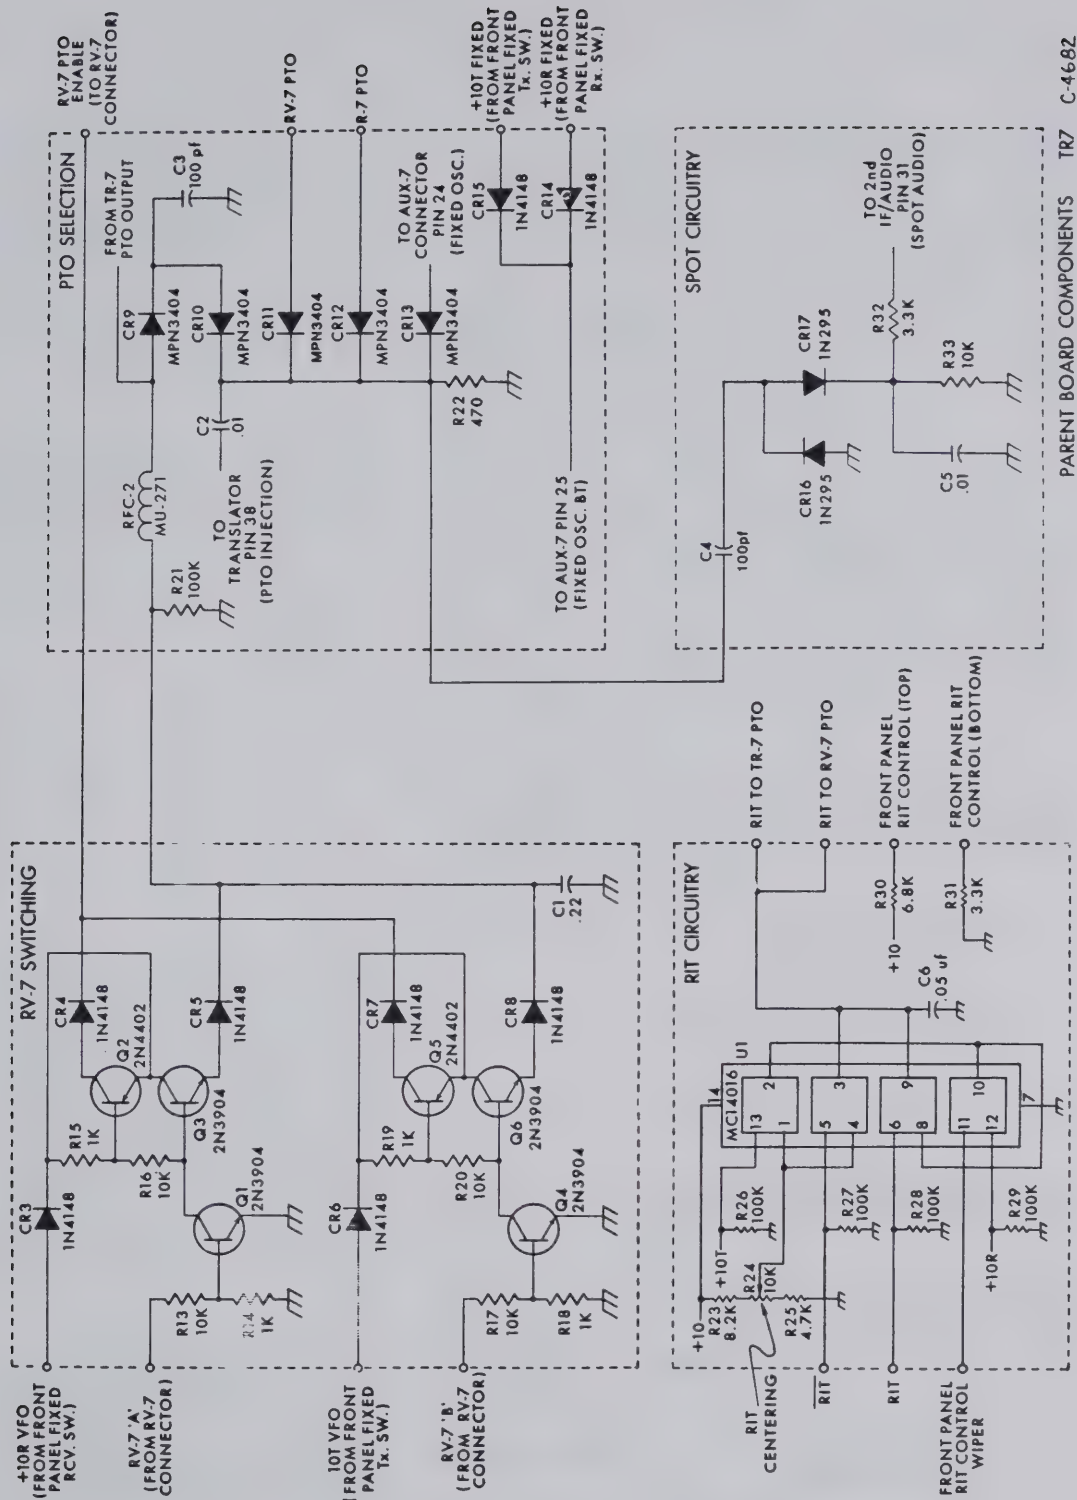 +10R VFO
(FROM FRONT
PANEL FIXED
RCV. SW.)
RV-7 'A'
(FROM RV-7
CONNECTOR)
10T VFO
(FROM FRONT
PANEL FIXED
Tx. SW.)
RV-7 'B'
(FROM RV-7
CONNECTOR)
RV-7 SWITCHING
CR3
1N4148
R15
1K
R16
10K
R13
10K
R14
1K
Q1
2N3904
Q2
2N4402
Q3
2N3904
CR4
1N4148
CR5
1N4148
CR6
1N4148
R19
1K
R20
10K
R17
10K
R18
1K
Q4
2N3904
Q5
2N4402
Q6
2N3904
CR7
1N4148
CR8
1N4148
C1
.22
PTO SELECTION
R21
100K
RFC-2
MU-271
FROM TR-7
PTO OUTPUT
CR9
MPN3404
C3
100 pf
CR10
MPN3404
C2
.01
TO
TRANSLATOR
PIN 38
(PTO INJECTION)
CR11
MPN3404
CR12
MPN3404
CR13
MPN3404
R22
470
TO AUX-7
CONNECTOR
PIN 24
(FIXED OSC.)
CR15
1N4148
CR14
1N4148
TO AUX-7 PIN 25
(FIXED OSC. BT)
RV-7 PTO
ENABLE
(TO RV-7
CONNECTOR)
RV-7 PTO
R-7 PTO
+10T FIXED
(FROM FRONT
PANEL FIXED
Tx. SW.)
+10R FIXED
(FROM FRONT
PANEL FIXED
Rx. SW.)
RIT CIRCUITRY
+10
R23
8.2K
R24
10K
R25
4.7K
RIT
CENTERING
+10T
R26
100K
R27
100K
R28
100K
+10R
R29
100K
RIT
RIT
FRONT PANEL
RIT CONTROL
WIPER
14
MC14016
U1
13
2
1
5
3
4
6
9
8
11
10
12
7
C6
.05 uf
+10
R30
6.8K
R31
3.3K
RIT TO TR-7 PTO
RIT TO RV-7 PTO
FRONT PANEL
RIT CONTROL (TOP)
FRONT PANEL RIT
CONTROL (BOTTOM)
SPOT CIRCUITRY
C4
100pf
CR16
1N295
CR17
1N295
C5
.01
R32
3.3K
R33
10K
TO 2nd
IF/AUDIO
PIN 31
(SPOT AUDIO)
PARENT BOARD COMPONENTS TR7 C-4682